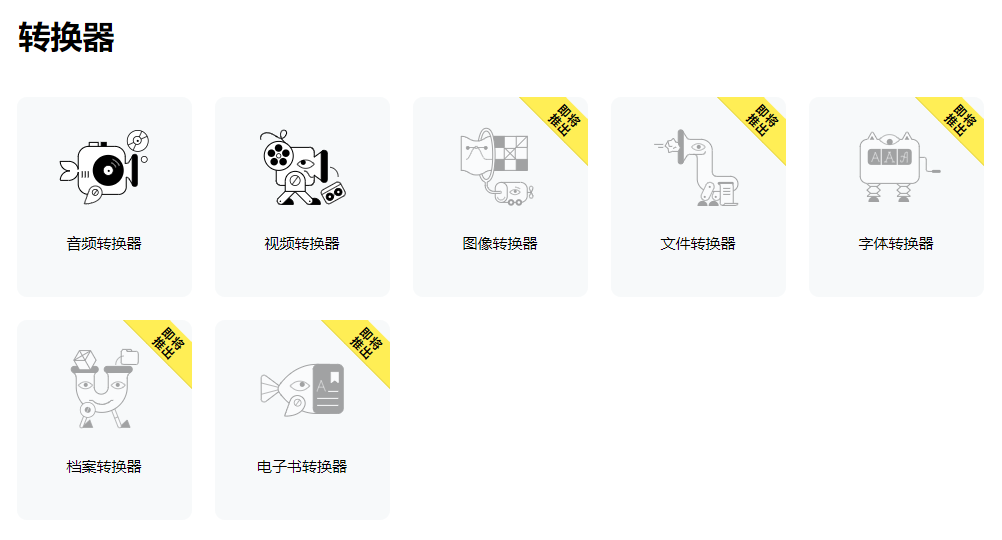 转换器
音频转换器
视频转换器
即将
推出
图像转换器
即将
推出
文件转换器
即将
推出
A A A
字体转换器
即将
推出
档案转换器
即将
推出
A
电子书转换器